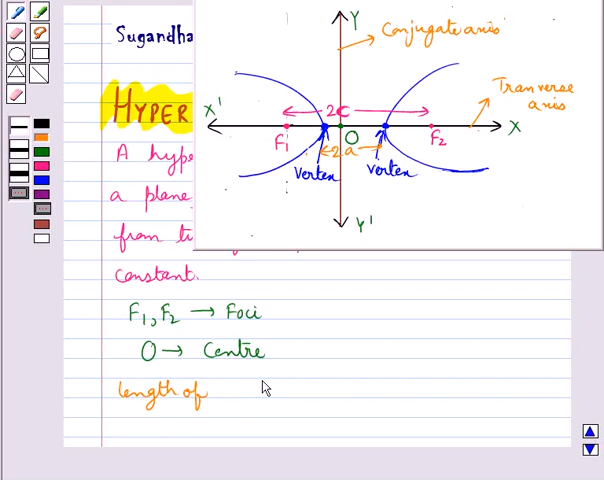 Sugandha
Y
Conjugate axis
Tranverse
axis
HYPER
X'
2C
X
F1
O
F2
2a
A hype
Vertex
Vertex
a plane
Y'
from
constant.
F1, F2 → Foci
O → Centre
length of